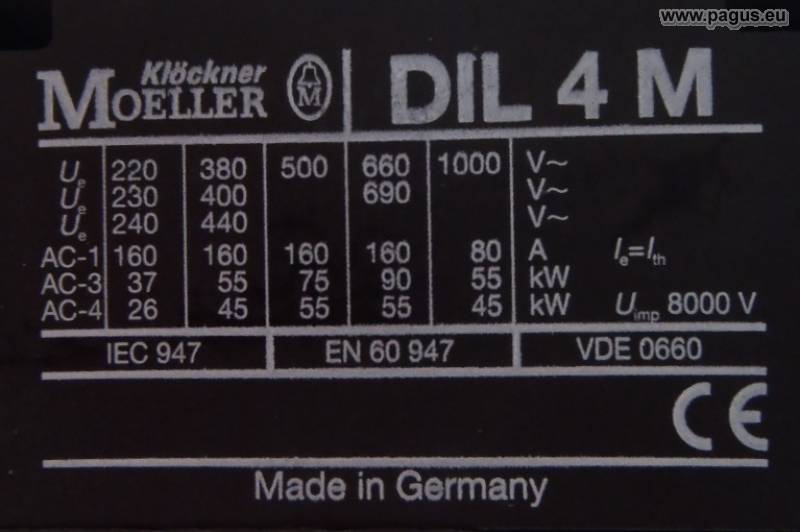 www.pagus.eu
Klöckner
MOELLER M DIL 4 M
Ue 220 380 500 660 1000 V~
Ue 230 400 690 V~
Ue 240 440 V~
AC-1 160 160 160 160 80 A Ie=Ith
AC-3 37 55 75 90 55 kW
AC-4 26 45 55 55 45 kW Uimp 8000 V
IEC 947 EN 60 947 VDE 0660
CE
Made in Germany